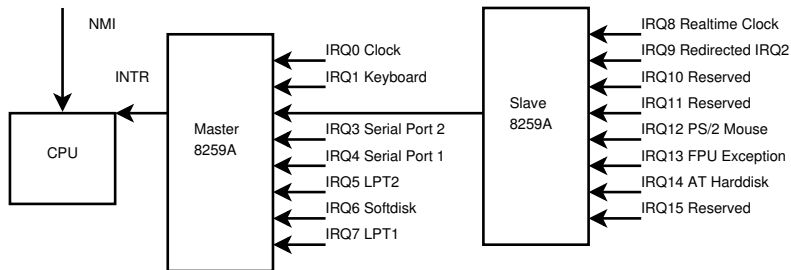 NMI
INTR
CPU
Master
8259A
IRQ0 Clock
IRQ1 Keyboard
IRQ3 Serial Port 2
IRQ4 Serial Port 1
IRQ5 LPT2
IRQ6 Softdisk
IRQ7 LPT1
Slave
8259A
IRQ8 Realtime Clock
IRQ9 Redirected IRQ2
IRQ10 Reserved
IRQ11 Reserved
IRQ12 PS/2 Mouse
IRQ13 FPU Exception
IRQ14 AT Harddisk
IRQ15 Reserved